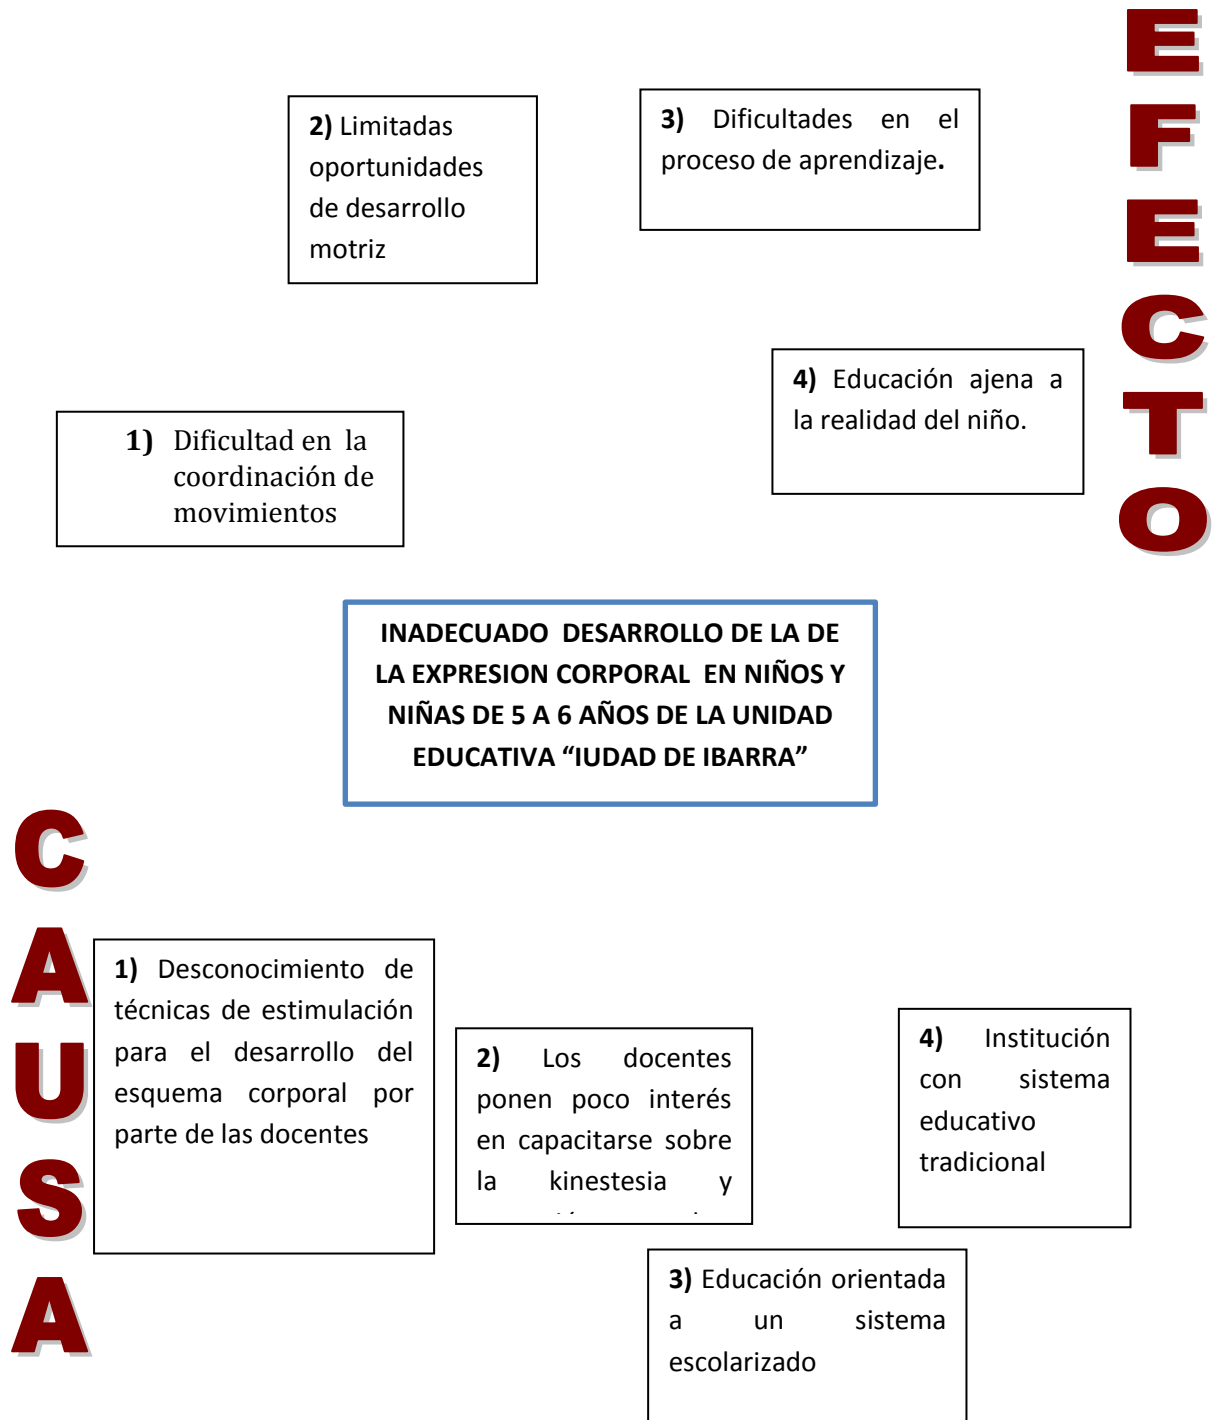 EFECTO
2) Limitadas
oportunidades
de desarrollo
motriz
3) Dificultades en el
proceso de aprendizaje.
4) Educación ajena a
la realidad del niño.
1) Dificultad en la
coordinación de
movimientos
INADECUADO DESARROLLO DE LA DE
LA EXPRESION CORPORAL EN NIÑOS Y
NIÑAS DE 5 A 6 AÑOS DE LA UNIDAD
EDUCATIVA “IUDAD DE IBARRA”
CAUSA
1) Desconocimiento de
técnicas de estimulación
para el desarrollo del
esquema corporal por
parte de las docentes
2) Los docentes
ponen poco interés
en capacitarse sobre
la kinestesia y
4) Institución
con sistema
educativo
tradicional
3) Educación orientada
a un sistema
escolarizado